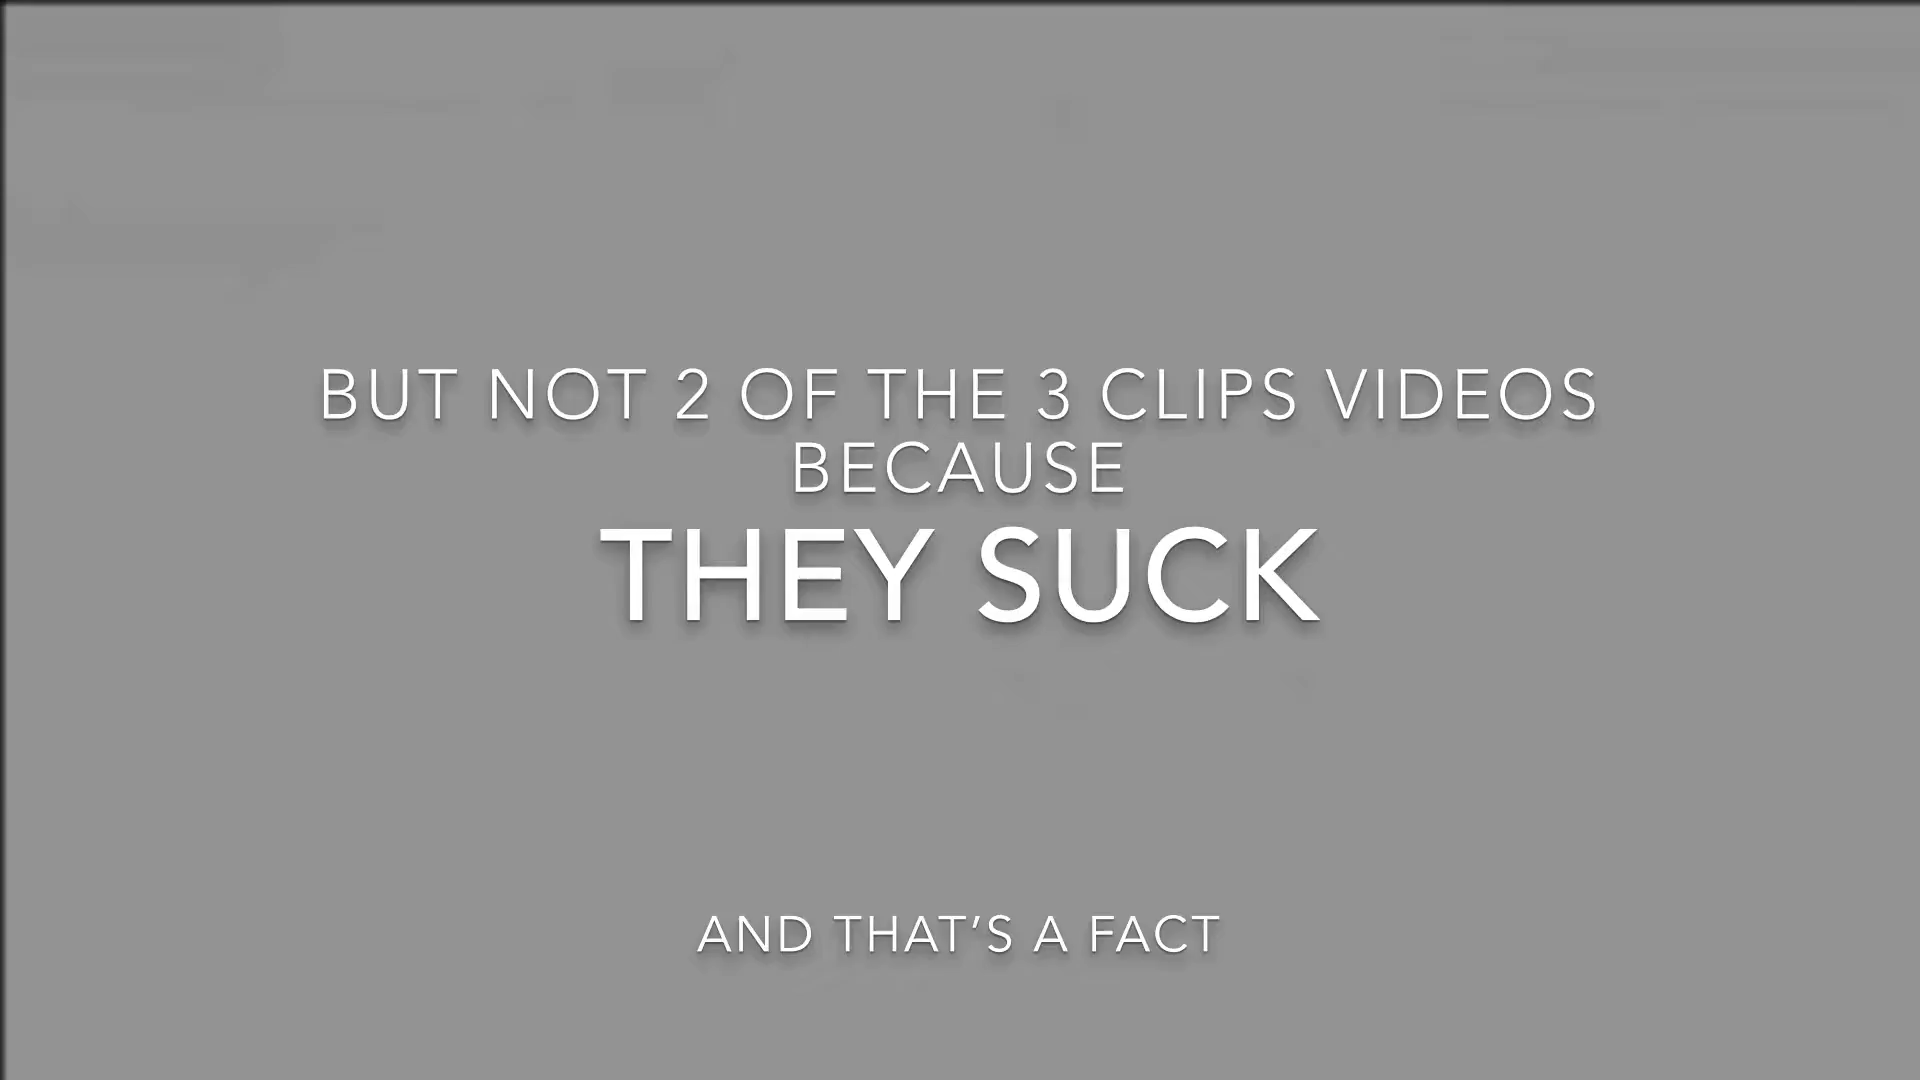 BUT NOT 2 OF THE 3 CLIPS VIDEOS
BECAUSE
THEY SUCK
AND THAT’S A FACT